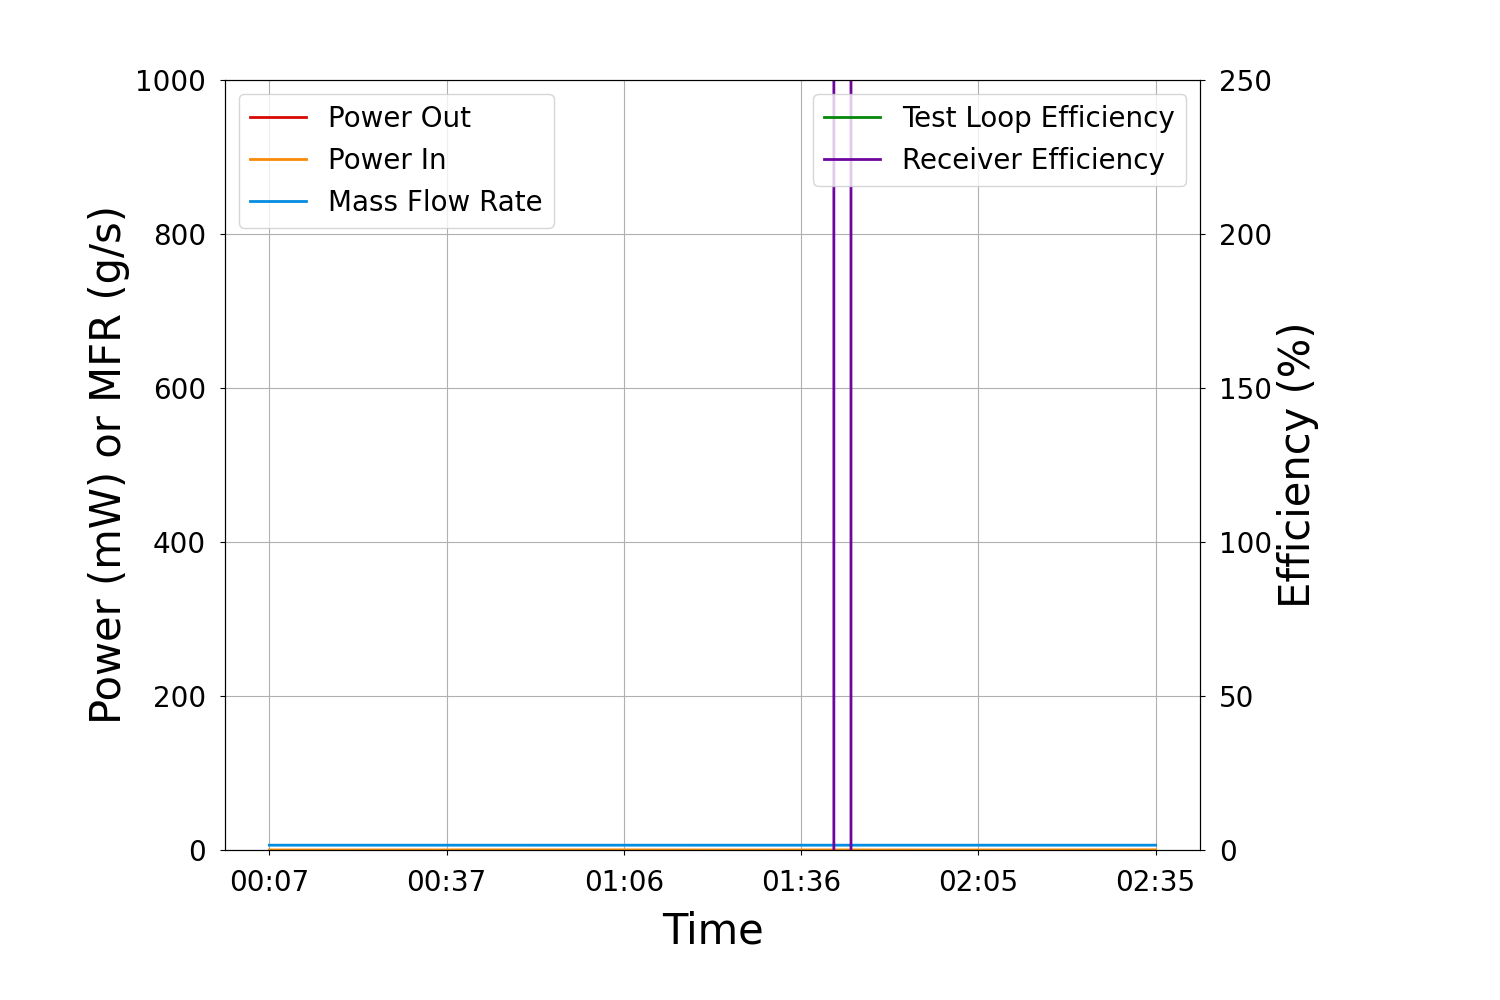 1000
800
600
400
200
0
Power (mW) or MFR (g/s)
Power Out
Power In
Mass Flow Rate
Test Loop Efficiency
Receiver Efficiency
250
200
150
100
50
0
Efficiency (%)
00:07 00:37 01:06 01:36 02:05 02:35
Time